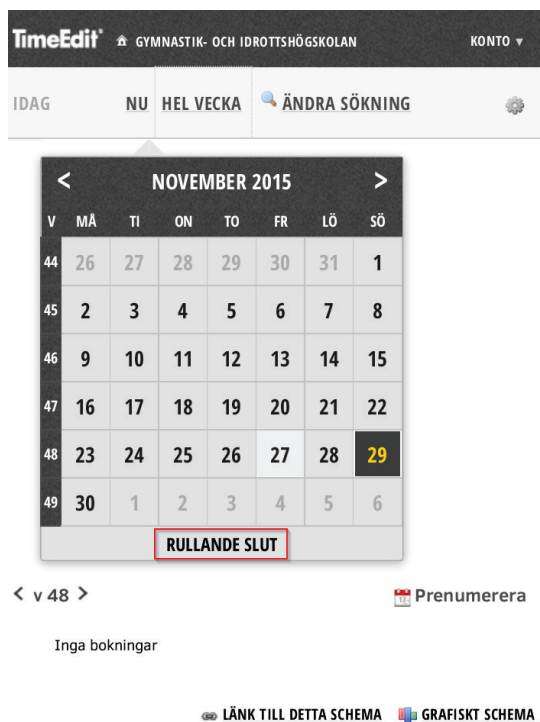 TimeEdit GYMNASTIK- OCH IDROTTSHÖGSKOLAN KONTO ▼
IDAG NU HEL VECKA ÄNDRA SÖKNING
< NOVEMBER 2015 >
V MÅ TI ON TO FR LÖ SÖ
44 26 27 28 29 30 31 1
45 2 3 4 5 6 7 8
46 9 10 11 12 13 14 15
47 16 17 18 19 20 21 22
48 23 24 25 26 27 28 29
49 30 1 2 3 4 5 6
RULLANDE SLUT
< v 48 > Prenumerera
Inga bokningar
LÄNK TILL DETTA SCHEMA GRAFISKT SCHEMA